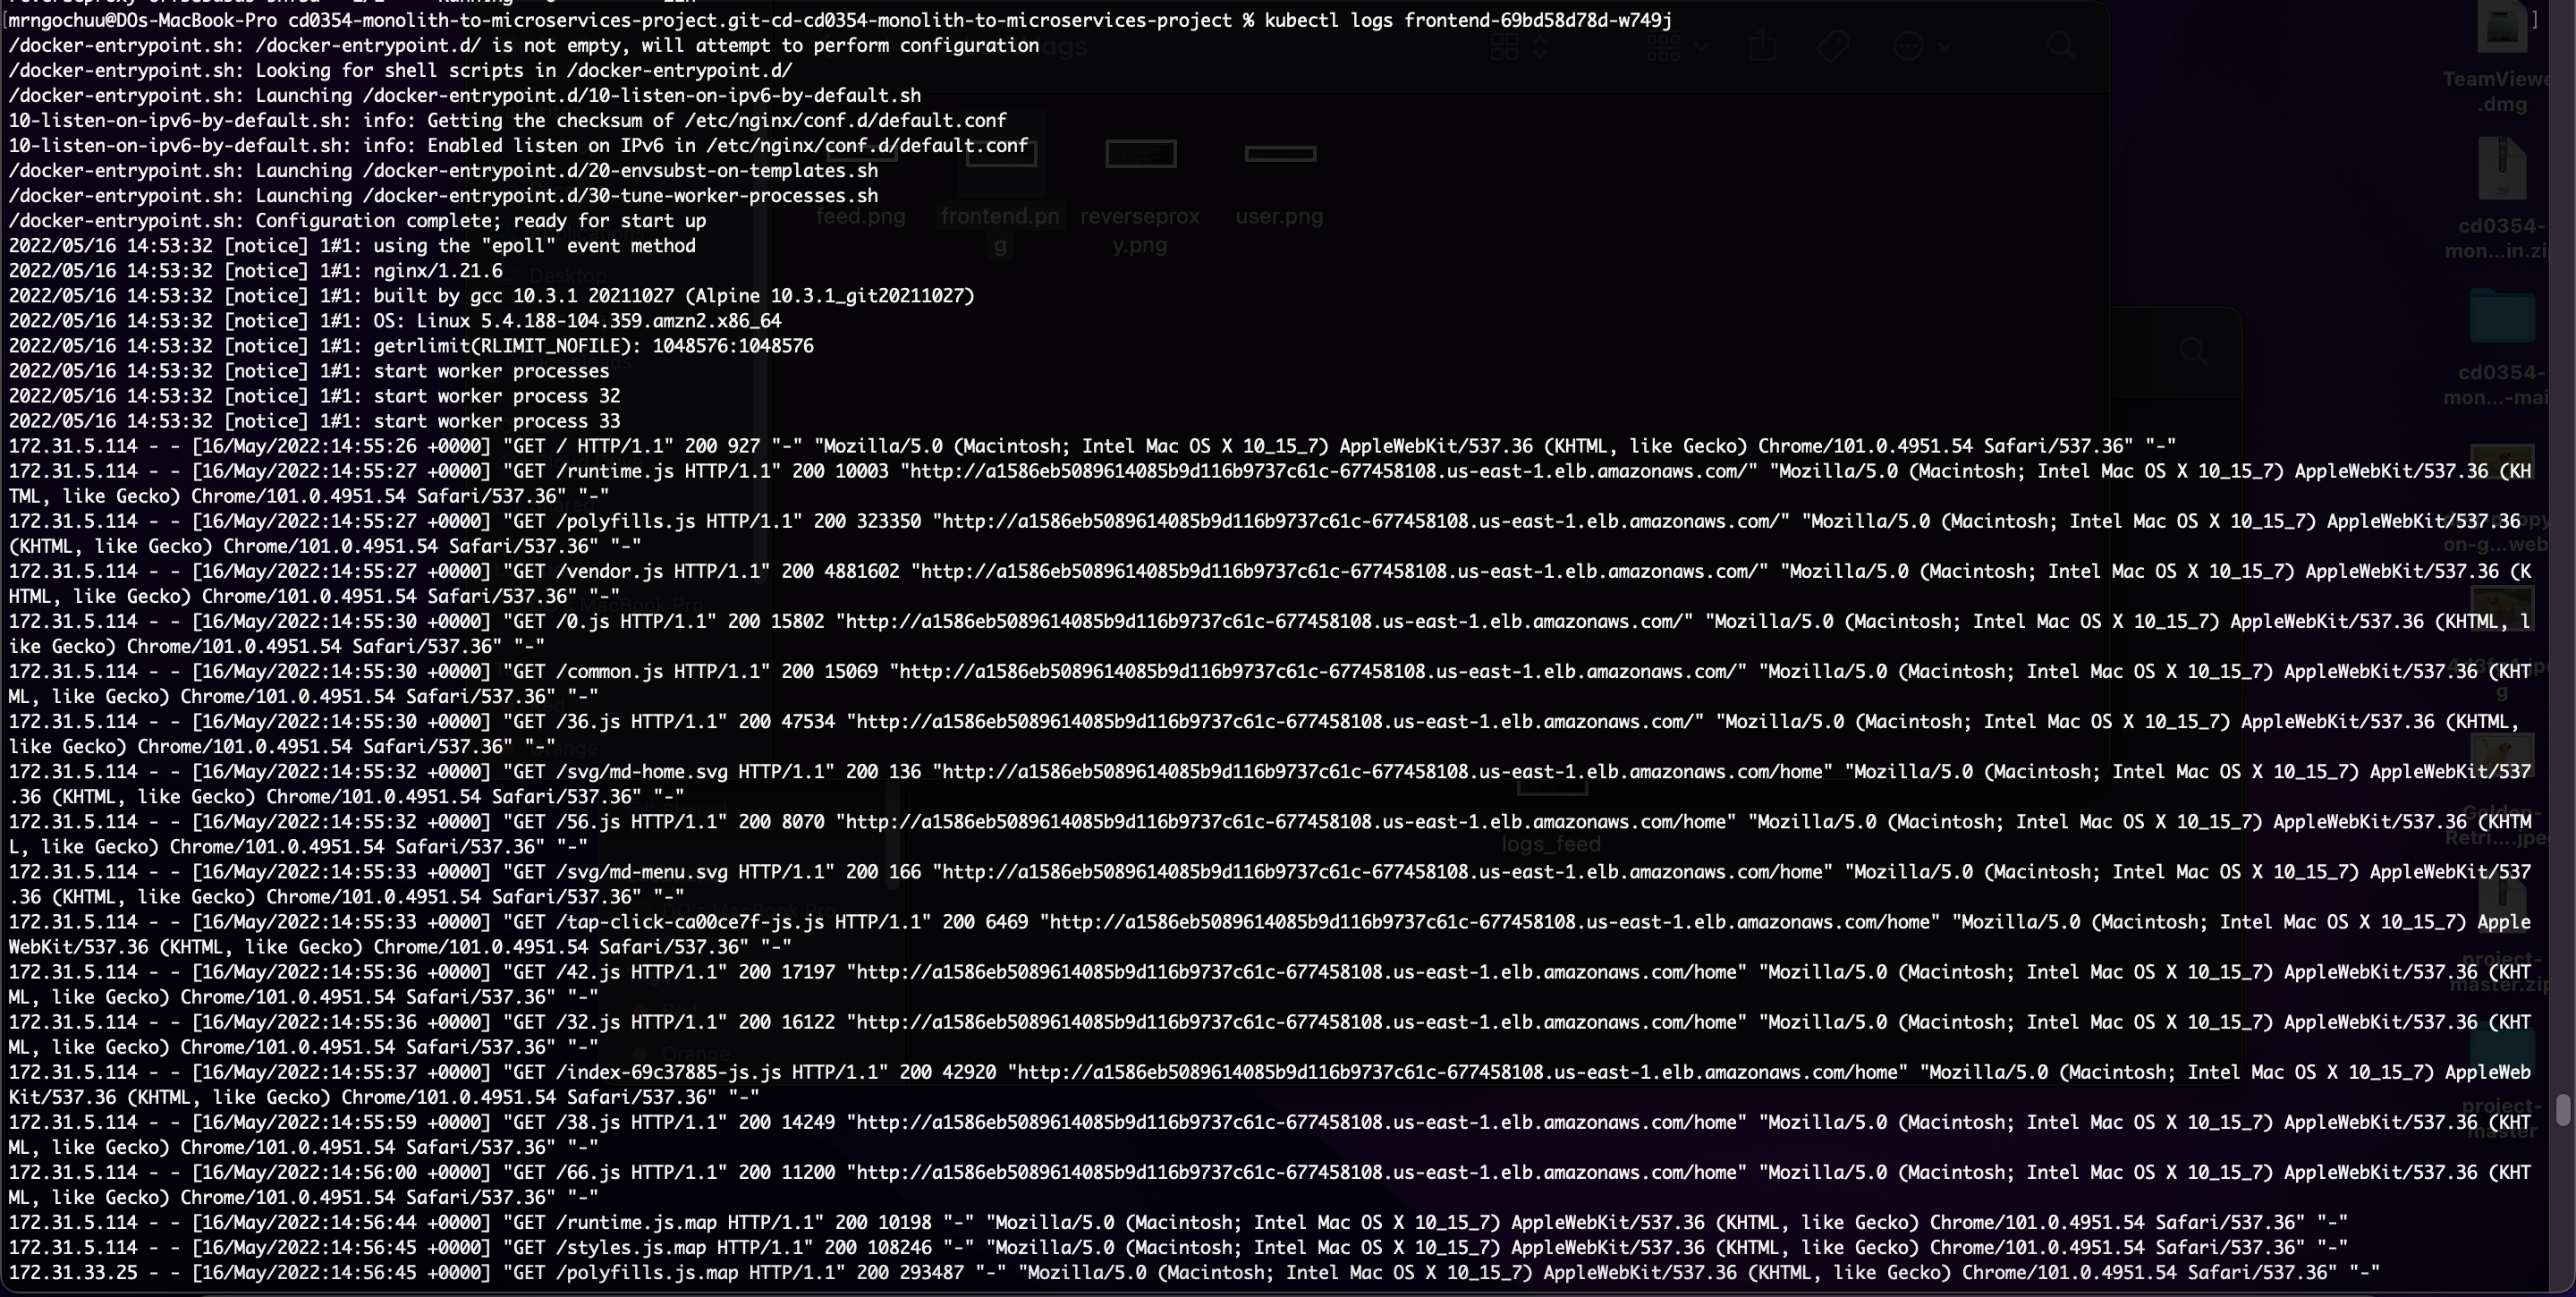 mrngochuu@DOs-MacBook-Pro cd0354-monolith-to-microservices-project.git-cd-cd0354-monolith-to-microservices-project % kubectl logs frontend-69bd58d78d-w749j
/docker-entrypoint.sh: /docker-entrypoint.d/ is not empty, will attempt to perform configuration
/docker-entrypoint.sh: Looking for shell scripts in /docker-entrypoint.d/
/docker-entrypoint.sh: Launching /docker-entrypoint.d/10-listen-on-ipv6-by-default.sh
10-listen-on-ipv6-by-default.sh: info: Getting the checksum of /etc/nginx/conf.d/default.conf
10-listen-on-ipv6-by-default.sh: info: Enabled listen on IPv6 in /etc/nginx/conf.d/default.conf
/docker-entrypoint.sh: Launching /docker-entrypoint.d/20-envsubst-on-templates.sh
/docker-entrypoint.sh: Launching /docker-entrypoint.d/30-tune-worker-processes.sh
/docker-entrypoint.sh: Configuration complete; ready for start up
2022/05/16 14:53:32 [notice] 1#1: using the "epoll" event method
2022/05/16 14:53:32 [notice] 1#1: nginx/1.21.6
2022/05/16 14:53:32 [notice] 1#1: built by gcc 10.3.1 20211027 (Alpine 10.3.1_git20211027)
2022/05/16 14:53:32 [notice] 1#1: OS: Linux 5.4.188-104.359.amzn2.x86_64
2022/05/16 14:53:32 [notice] 1#1: getrlimit(RLIMIT_NOFILE): 1048576:1048576
2022/05/16 14:53:32 [notice] 1#1: start worker processes
2022/05/16 14:53:32 [notice] 1#1: start worker process 32
2022/05/16 14:53:32 [notice] 1#1: start worker process 33
172.31.5.114 - - [16/May/2022:14:55:26 +0000] "GET / HTTP/1.1" 200 927 "-" "Mozilla/5.0 (Macintosh; Intel Mac OS X 10_15_7) AppleWebKit/537.36 (KHTML, like Gecko) Chrome/101.0.4951.54 Safari/537.36" "-"
172.31.5.114 - - [16/May/2022:14:55:27 +0000] "GET /runtime.js HTTP/1.1" 200 10003 "http://a1586eb5089614085b9d116b9737c61c-677458108.us-east-1.elb.amazonaws.com/" "Mozilla/5.0 (Macintosh; Intel Mac OS X 10_15_7) AppleWebKit/537.36 (KH
TML, like Gecko) Chrome/101.0.4951.54 Safari/537.36" "-"
172.31.5.114 - - [16/May/2022:14:55:27 +0000] "GET /polyfills.js HTTP/1.1" 200 323350 "http://a1586eb5089614085b9d116b9737c61c-677458108.us-east-1.elb.amazonaws.com/" "Mozilla/5.0 (Macintosh; Intel Mac OS X 10_15_7) AppleWebKit/537.36
(KHTML, like Gecko) Chrome/101.0.4951.54 Safari/537.36" "-"
172.31.5.114 - - [16/May/2022:14:55:27 +0000] "GET /vendor.js HTTP/1.1" 200 4881602 "http://a1586eb5089614085b9d116b9737c61c-677458108.us-east-1.elb.amazonaws.com/" "Mozilla/5.0 (Macintosh; Intel Mac OS X 10_15_7) AppleWebKit/537.36 (K
HTML, like Gecko) Chrome/101.0.4951.54 Safari/537.36" "-"
172.31.5.114 - - [16/May/2022:14:55:30 +0000] "GET /0.js HTTP/1.1" 200 15802 "http://a1586eb5089614085b9d116b9737c61c-677458108.us-east-1.elb.amazonaws.com/" "Mozilla/5.0 (Macintosh; Intel Mac OS X 10_15_7) AppleWebKit/537.36 (KHTML, l
ike Gecko) Chrome/101.0.4951.54 Safari/537.36" "-"
172.31.5.114 - - [16/May/2022:14:55:30 +0000] "GET /common.js HTTP/1.1" 200 15069 "http://a1586eb5089614085b9d116b9737c61c-677458108.us-east-1.elb.amazonaws.com/" "Mozilla/5.0 (Macintosh; Intel Mac OS X 10_15_7) AppleWebKit/537.36 (KHT
ML, like Gecko) Chrome/101.0.4951.54 Safari/537.36" "-"
172.31.5.114 - - [16/May/2022:14:55:30 +0000] "GET /36.js HTTP/1.1" 200 47534 "http://a1586eb5089614085b9d116b9737c61c-677458108.us-east-1.elb.amazonaws.com/" "Mozilla/5.0 (Macintosh; Intel Mac OS X 10_15_7) AppleWebKit/537.36 (KHTML,
like Gecko) Chrome/101.0.4951.54 Safari/537.36" "-"
172.31.5.114 - - [16/May/2022:14:55:32 +0000] "GET /svg/md-home.svg HTTP/1.1" 200 136 "http://a1586eb5089614085b9d116b9737c61c-677458108.us-east-1.elb.amazonaws.com/home" "Mozilla/5.0 (Macintosh; Intel Mac OS X 10_15_7) AppleWebKit/537
.36 (KHTML, like Gecko) Chrome/101.0.4951.54 Safari/537.36" "-"
172.31.5.114 - - [16/May/2022:14:55:32 +0000] "GET /56.js HTTP/1.1" 200 8070 "http://a1586eb5089614085b9d116b9737c61c-677458108.us-east-1.elb.amazonaws.com/home" "Mozilla/5.0 (Macintosh; Intel Mac OS X 10_15_7) AppleWebKit/537.36 (KHTM
L, like Gecko) Chrome/101.0.4951.54 Safari/537.36" "-"
172.31.5.114 - - [16/May/2022:14:55:33 +0000] "GET /svg/md-menu.svg HTTP/1.1" 200 166 "http://a1586eb5089614085b9d116b9737c61c-677458108.us-east-1.elb.amazonaws.com/home" "Mozilla/5.0 (Macintosh; Intel Mac OS X 10_15_7) AppleWebKit/537
.36 (KHTML, like Gecko) Chrome/101.0.4951.54 Safari/537.36" "-"
172.31.5.114 - - [16/May/2022:14:55:33 +0000] "GET /tap-click-ca00ce7f-js.js HTTP/1.1" 200 6469 "http://a1586eb5089614085b9d116b9737c61c-677458108.us-east-1.elb.amazonaws.com/home" "Mozilla/5.0 (Macintosh; Intel Mac OS X 10_15_7) Apple
WebKit/537.36 (KHTML, like Gecko) Chrome/101.0.4951.54 Safari/537.36" "-"
172.31.5.114 - - [16/May/2022:14:55:36 +0000] "GET /42.js HTTP/1.1" 200 17197 "http://a1586eb5089614085b9d116b9737c61c-677458108.us-east-1.elb.amazonaws.com/home" "Mozilla/5.0 (Macintosh; Intel Mac OS X 10_15_7) AppleWebKit/537.36 (KHT
ML, like Gecko) Chrome/101.0.4951.54 Safari/537.36" "-"
172.31.5.114 - - [16/May/2022:14:55:36 +0000] "GET /32.js HTTP/1.1" 200 16122 "http://a1586eb5089614085b9d116b9737c61c-677458108.us-east-1.elb.amazonaws.com/home" "Mozilla/5.0 (Macintosh; Intel Mac OS X 10_15_7) AppleWebKit/537.36 (KHT
ML, like Gecko) Chrome/101.0.4951.54 Safari/537.36" "-"
172.31.5.114 - - [16/May/2022:14:55:37 +0000] "GET /index-69c37885-js.js HTTP/1.1" 200 42920 "http://a1586eb5089614085b9d116b9737c61c-677458108.us-east-1.elb.amazonaws.com/home" "Mozilla/5.0 (Macintosh; Intel Mac OS X 10_15_7) AppleWeb
Kit/537.36 (KHTML, like Gecko) Chrome/101.0.4951.54 Safari/537.36" "-"
172.31.5.114 - - [16/May/2022:14:55:59 +0000] "GET /38.js HTTP/1.1" 200 14249 "http://a1586eb5089614085b9d116b9737c61c-677458108.us-east-1.elb.amazonaws.com/home" "Mozilla/5.0 (Macintosh; Intel Mac OS X 10_15_7) AppleWebKit/537.36 (KHT
ML, like Gecko) Chrome/101.0.4951.54 Safari/537.36" "-"
172.31.5.114 - - [16/May/2022:14:56:00 +0000] "GET /66.js HTTP/1.1" 200 11200 "http://a1586eb5089614085b9d116b9737c61c-677458108.us-east-1.elb.amazonaws.com/home" "Mozilla/5.0 (Macintosh; Intel Mac OS X 10_15_7) AppleWebKit/537.36 (KHT
ML, like Gecko) Chrome/101.0.4951.54 Safari/537.36" "-"
172.31.5.114 - - [16/May/2022:14:56:44 +0000] "GET /runtime.js.map HTTP/1.1" 200 10198 "-" "Mozilla/5.0 (Macintosh; Intel Mac OS X 10_15_7) AppleWebKit/537.36 (KHTML, like Gecko) Chrome/101.0.4951.54 Safari/537.36" "-"
172.31.5.114 - - [16/May/2022:14:56:45 +0000] "GET /styles.js.map HTTP/1.1" 200 108246 "-" "Mozilla/5.0 (Macintosh; Intel Mac OS X 10_15_7) AppleWebKit/537.36 (KHTML, like Gecko) Chrome/101.0.4951.54 Safari/537.36" "-"
172.31.33.25 - - [16/May/2022:14:56:45 +0000] "GET /polyfills.js.map HTTP/1.1" 200 293487 "-" "Mozilla/5.0 (Macintosh; Intel Mac OS X 10_15_7) AppleWebKit/537.36 (KHTML, like Gecko) Chrome/101.0.4951.54 Safari/537.36" "-"
feed.png
frontend.pn
g
reverseprox
y.png
user.png
Desktop
logs_feed
Orange
TeamViewe
.dmg
cd0354-
mon...in.zip
cd0354-
mon...-mai
project-
master.zip
project-
master